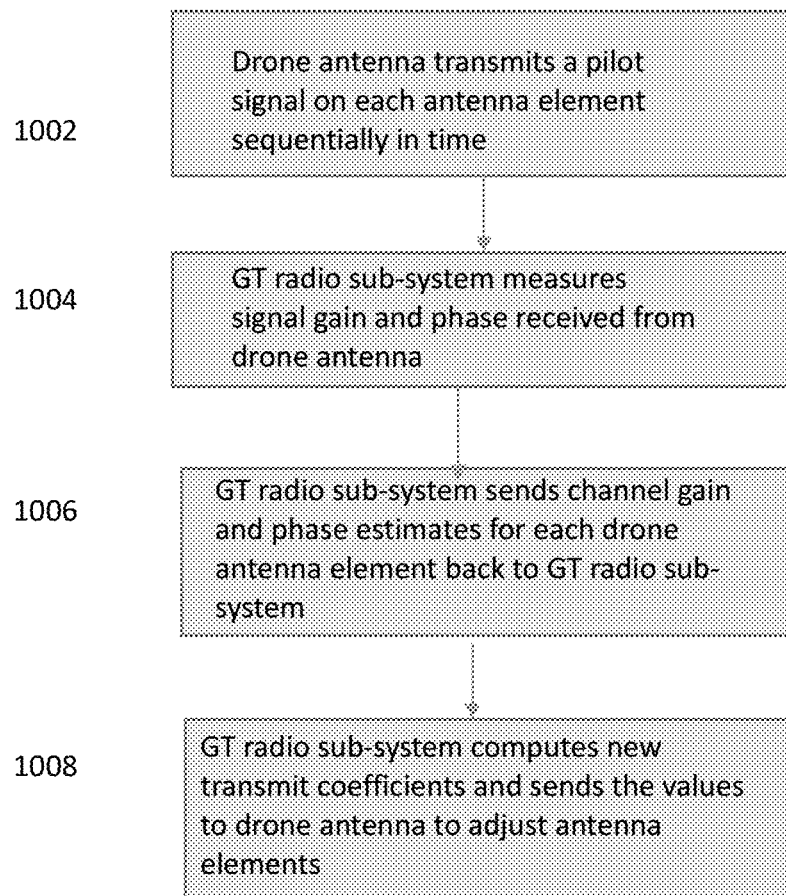 1002
Drone antenna transmits a pilot
signal on each antenna element
sequentially in time
1004
GT radio sub-system measures
signal gain and phase received from
drone antenna
1006
GT radio sub-system sends channel gain
and phase estimates for each drone
antenna element back to GT radio sub-
system
1008
GT radio sub-system computes new
transmit coefficients and sends the values
to drone antenna to adjust antenna
elements